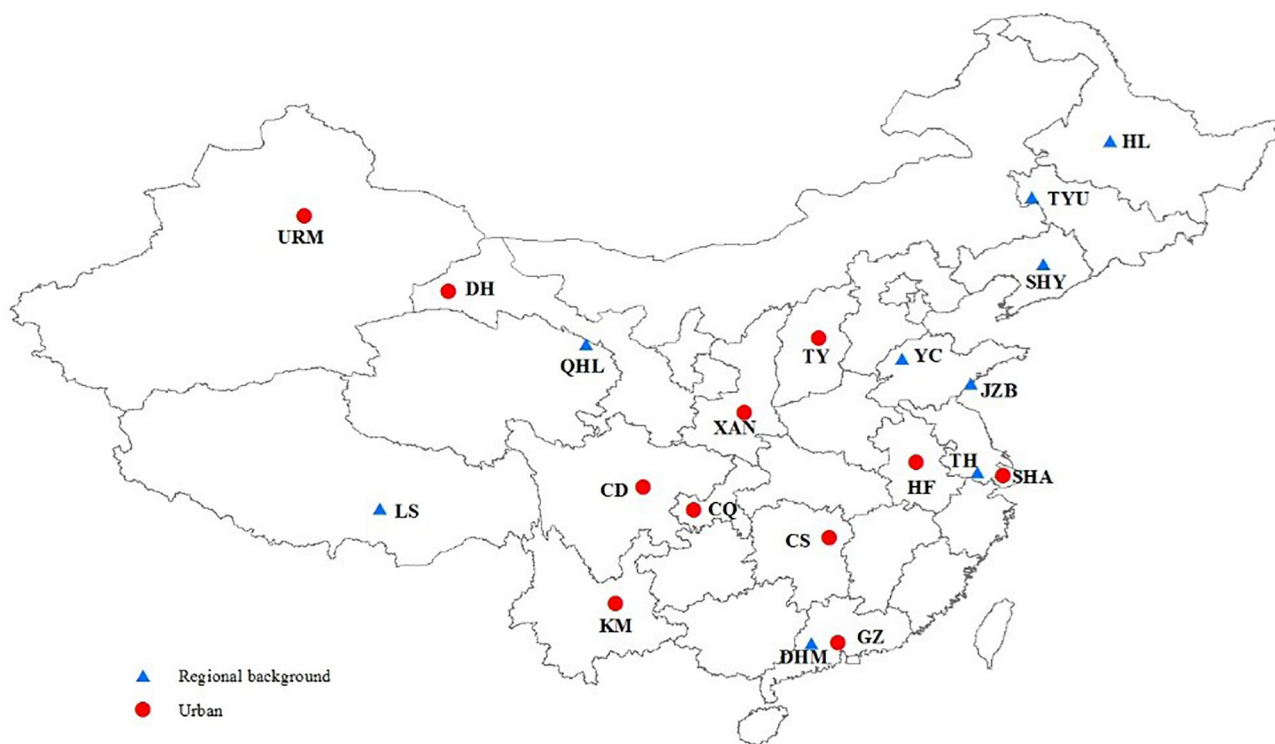 HL
TYU
URM
SHY
DH
TY
YC
QHL
JZB
XAN
TH
SHA
HF
CD
CQ
LS
CS
KM
GZ
DHM
Regional background
Urban